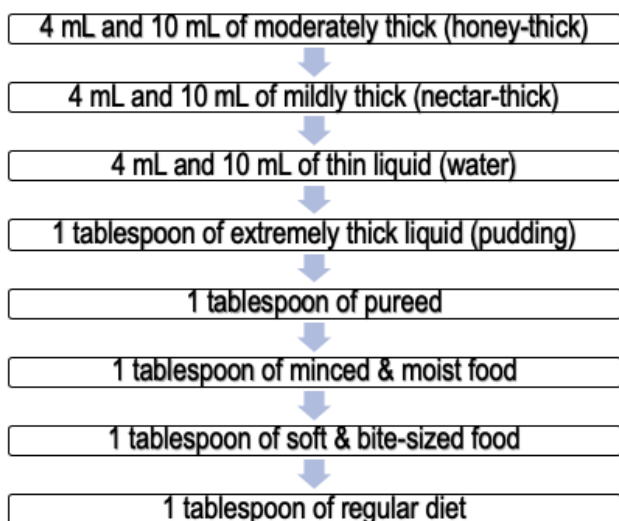 4 mL and 10 mL of moderately thick (honey-thick)
4 mL and 10 mL of mildly thick (nectar-thick)
4 mL and 10 mL of thin liquid (water)
1 tablespoon of extremely thick liquid (pudding)
1 tablespoon of pureed
1 tablespoon of minced & moist food
1 tablespoon of soft & bite-sized food
1 tablespoon of regular diet